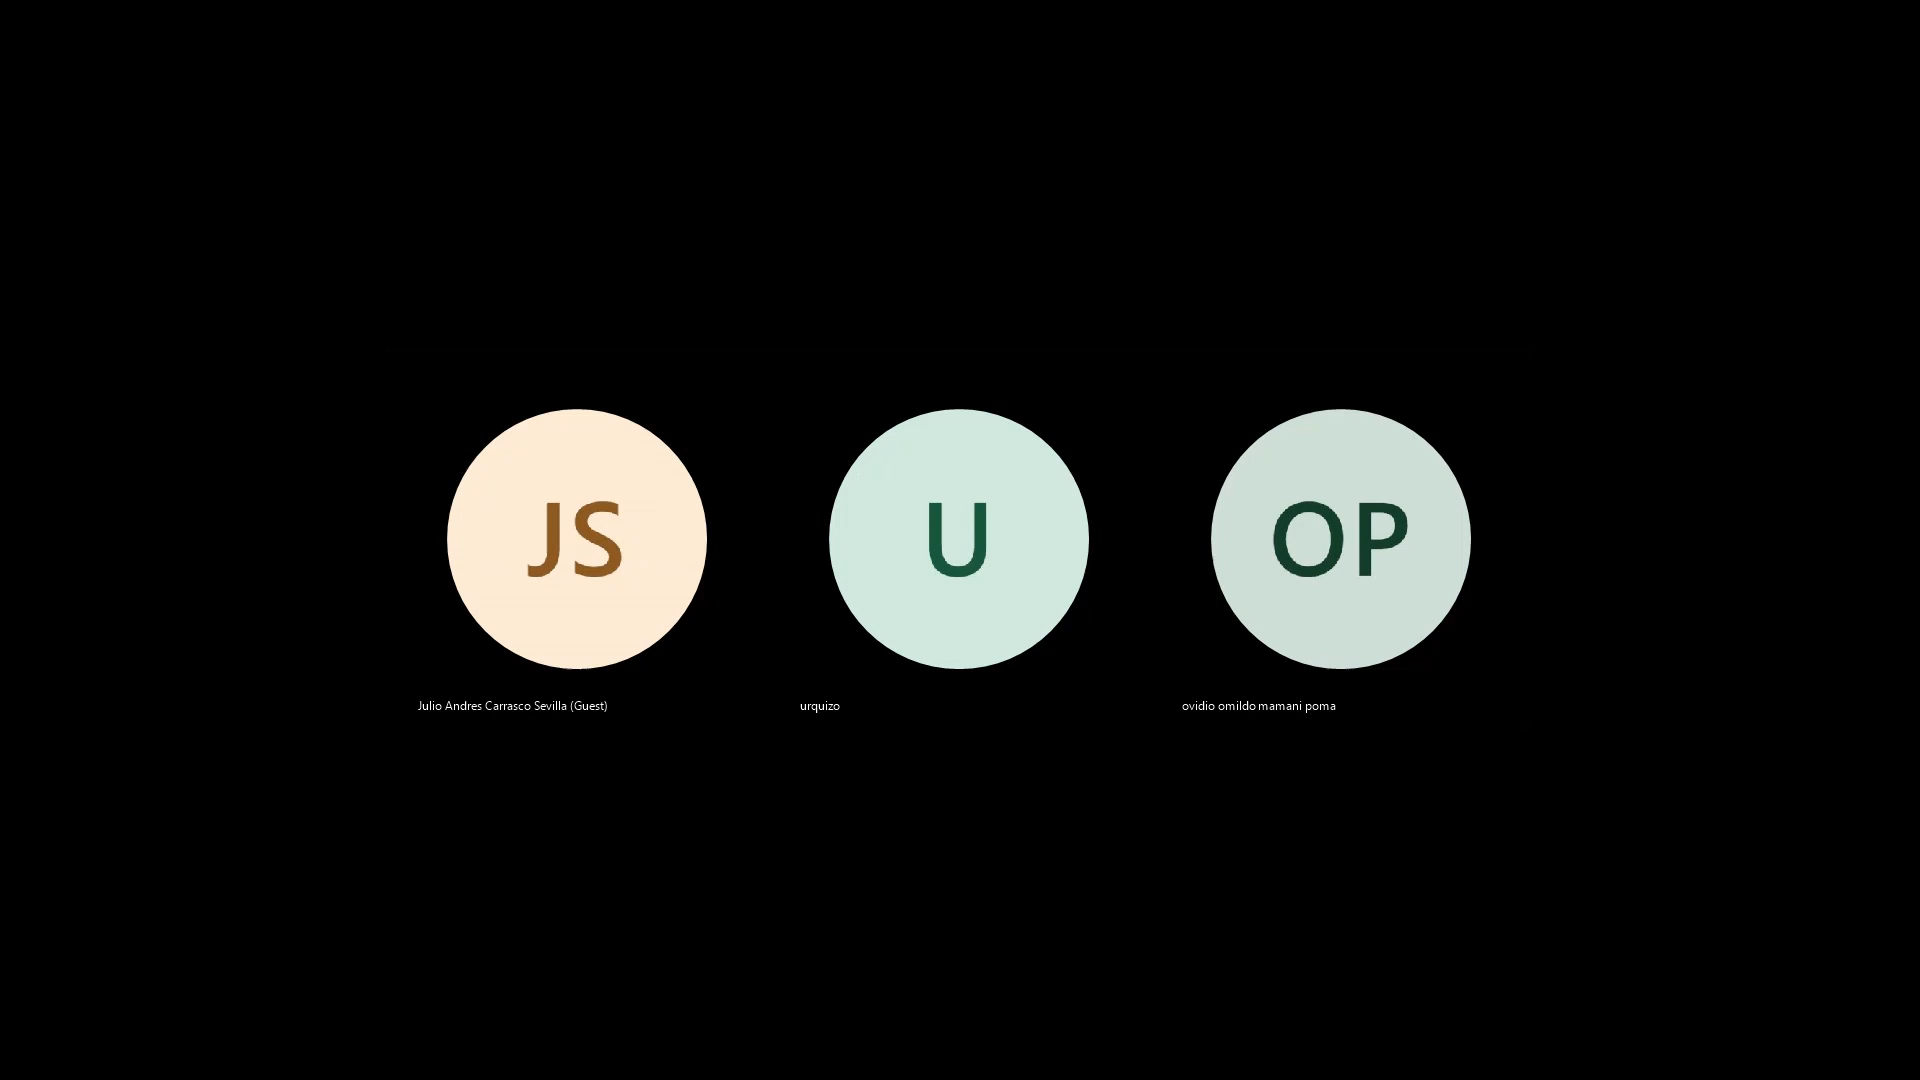 JS
U
OP
Julio Andres Carrasco Sevilla (Guest)
urquizo
ovidio omildo mamani poma